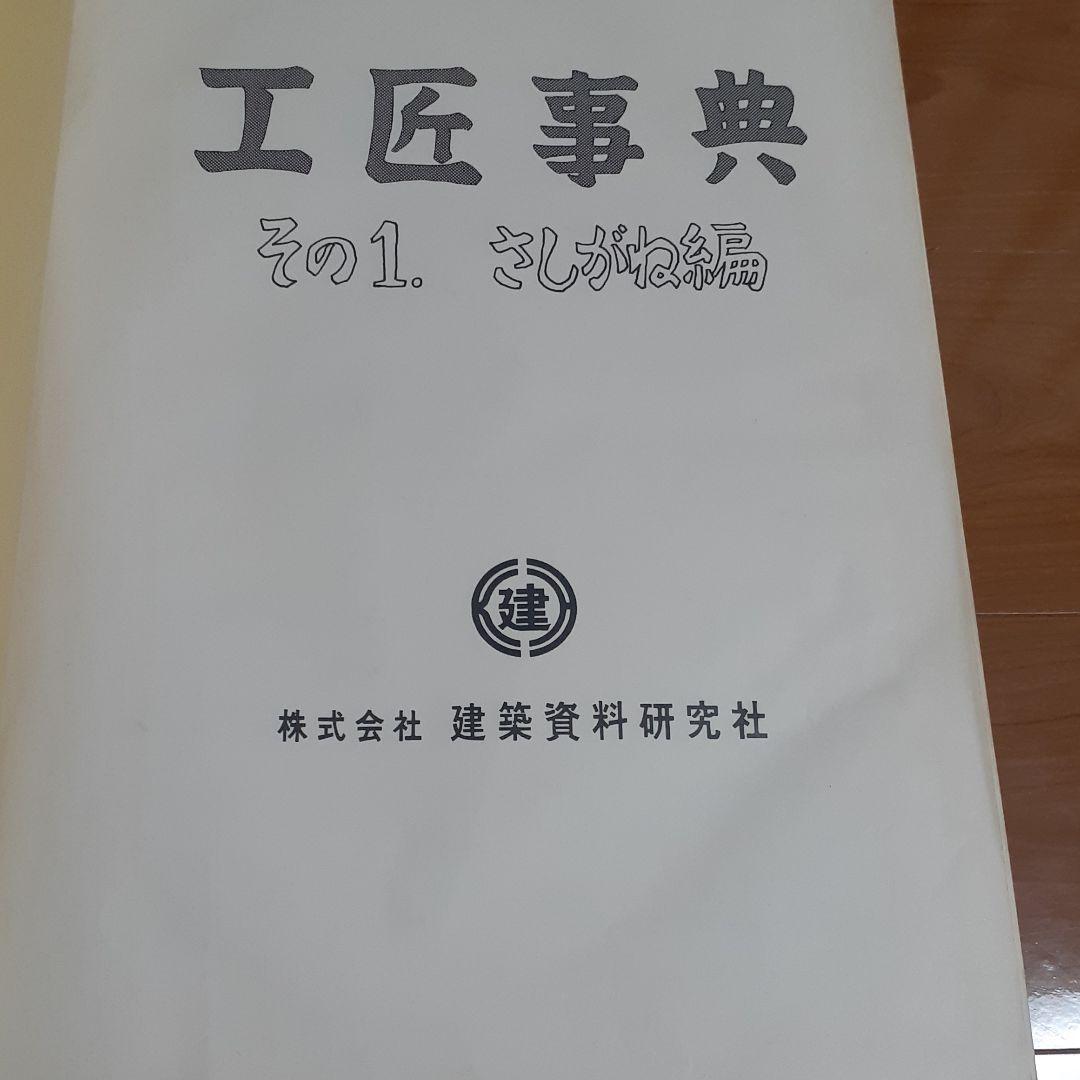 工匠事典
その1. さしがね編
建
株式会社 建築資料研究社